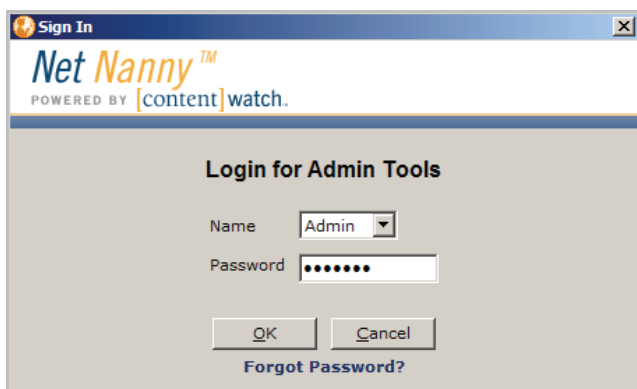 Sign In
Net Nanny™
POWERED BY [content]watch.
Login for Admin Tools
Name Admin
Password •••••••
OK Cancel
Forgot Password?